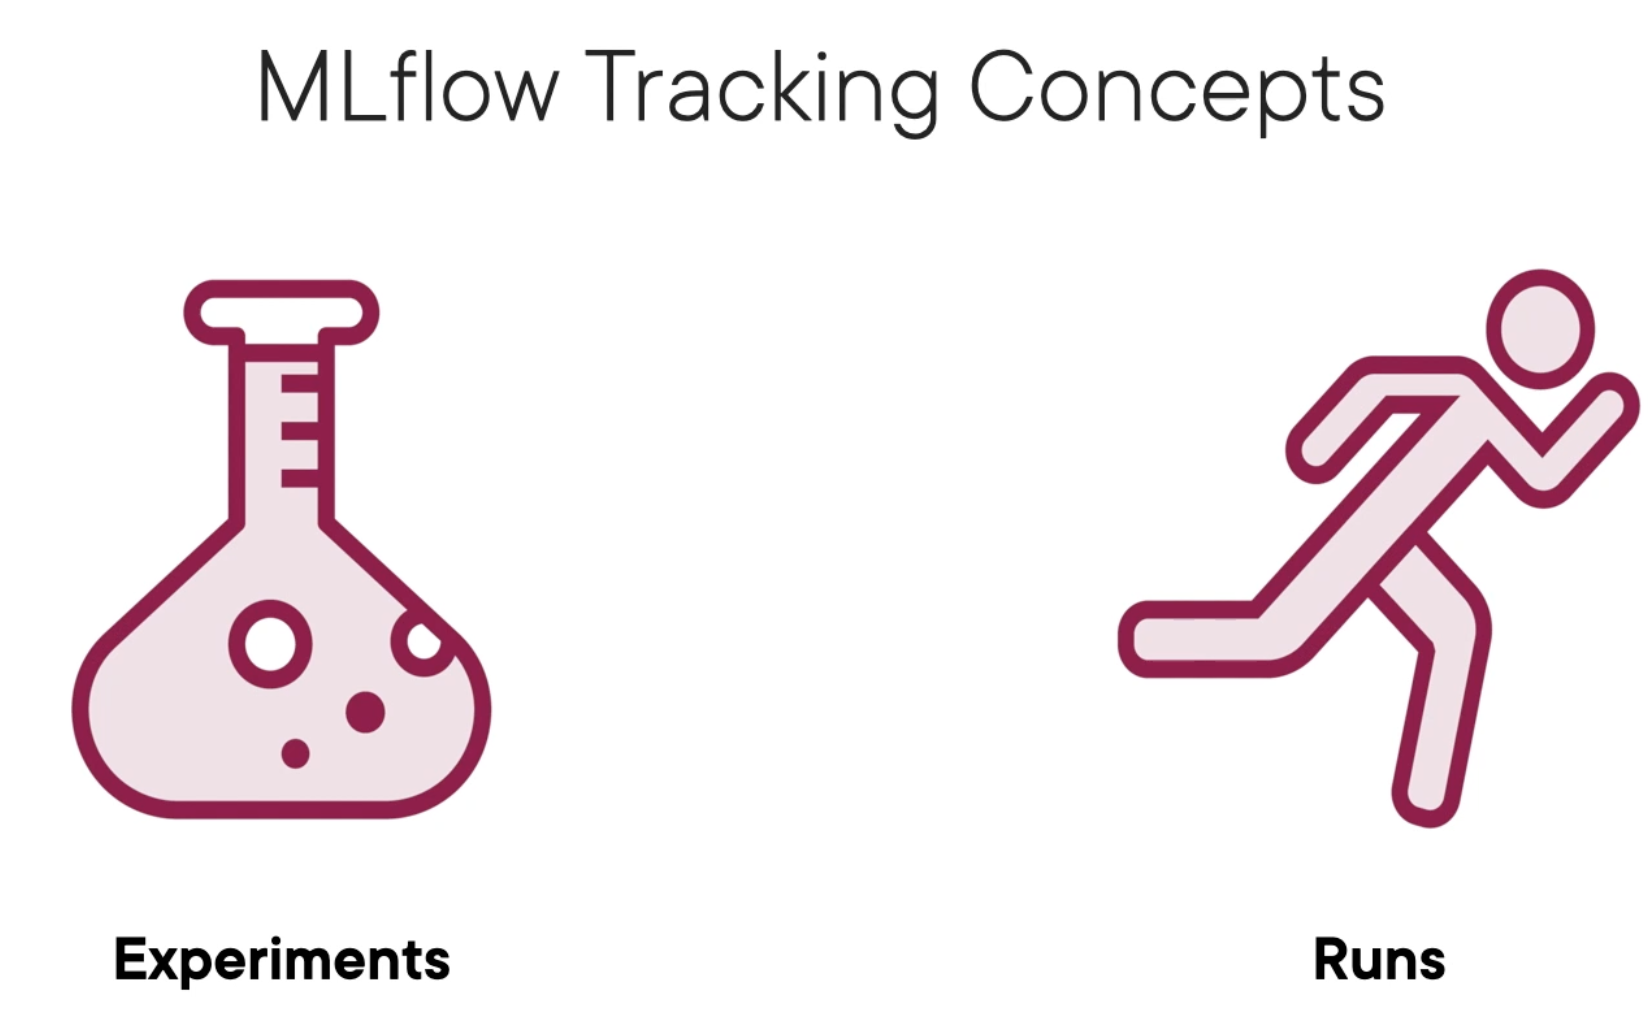 MLflow Tracking Concepts
Experiments
Runs